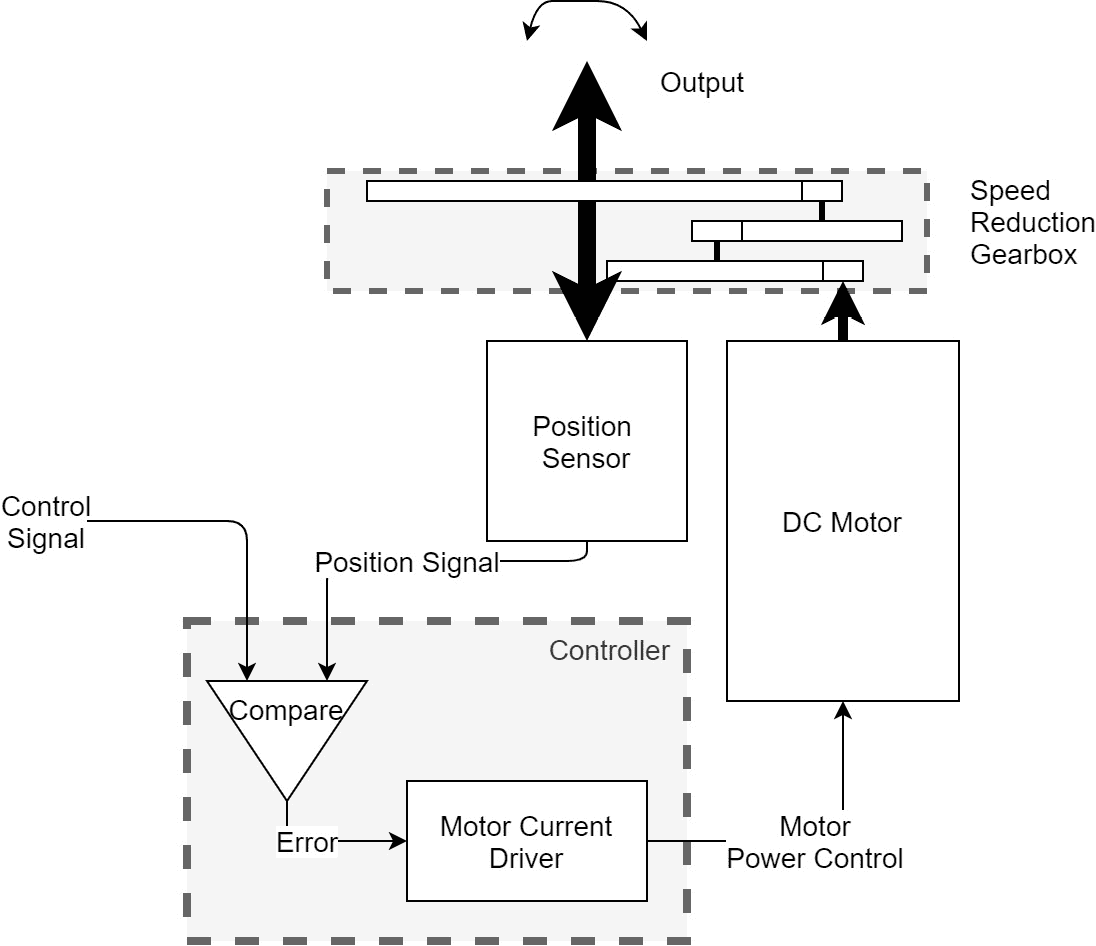 Output
Speed
Reduction
Gearbox
Position
Sensor
DC Motor
Control
Signal
Position Signal
Controller
Compare
Error
Motor Current
Driver
Motor
Power Control